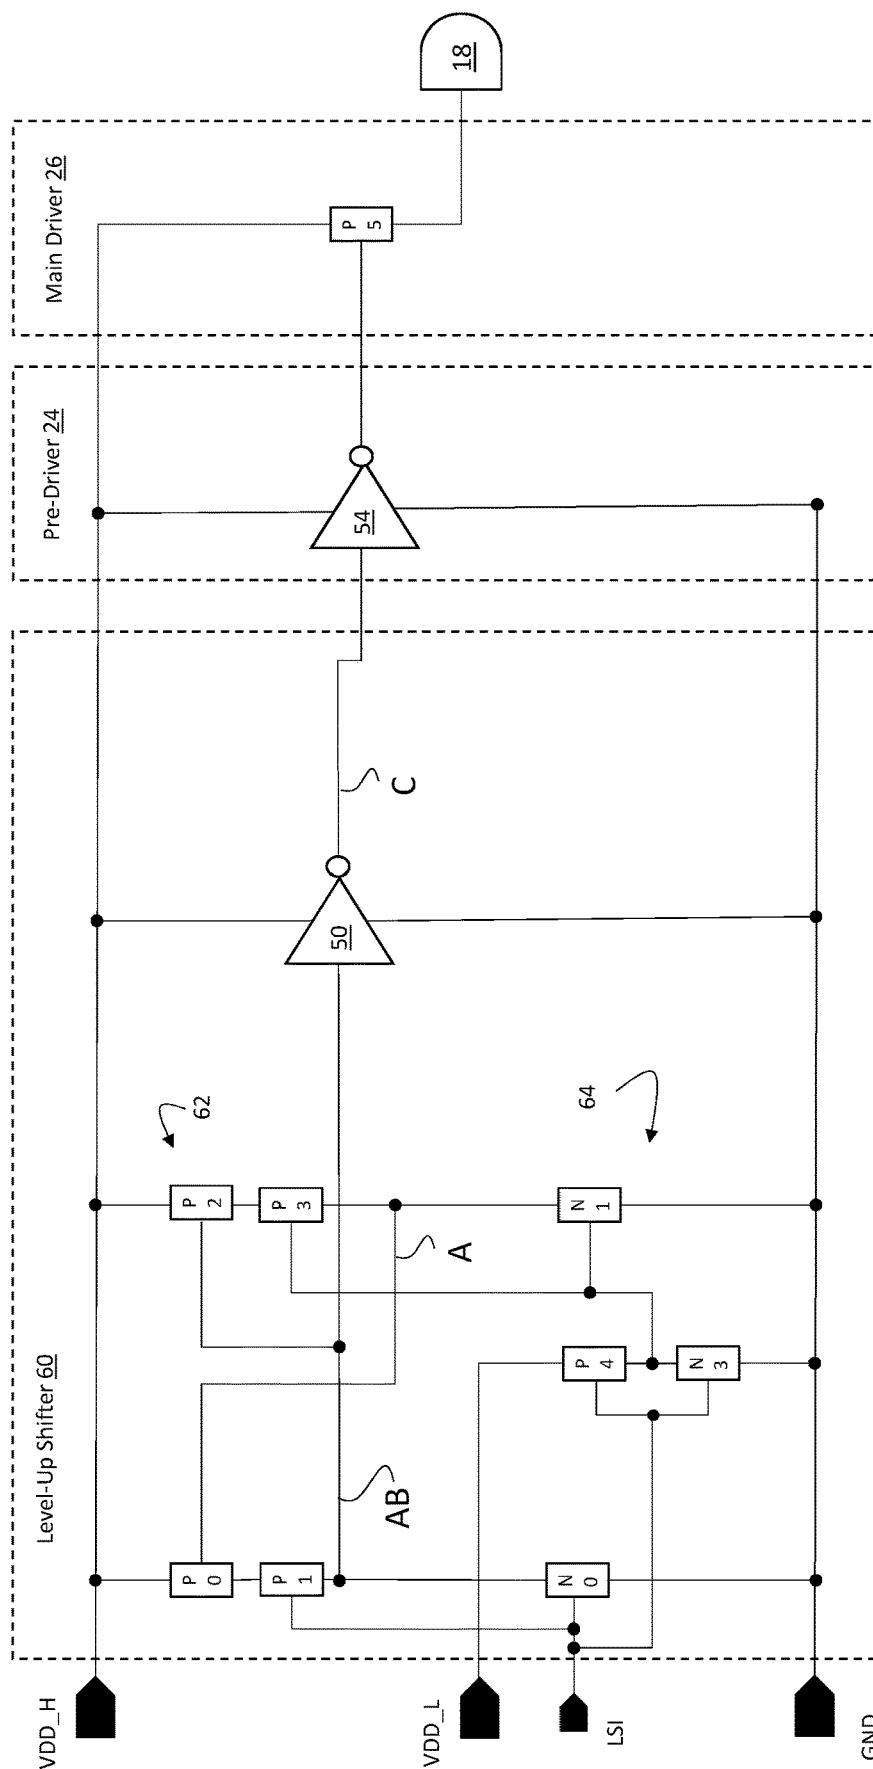 Level-Up Shifter 60
Pre-Driver 24
Main Driver 26
VDD_H
VDD_L
LSI
GND
P
0
P
1
N
0
AB
P
4
N
3
P
2
P
3
N
1
A
62
64
50
C
54
P
5
18